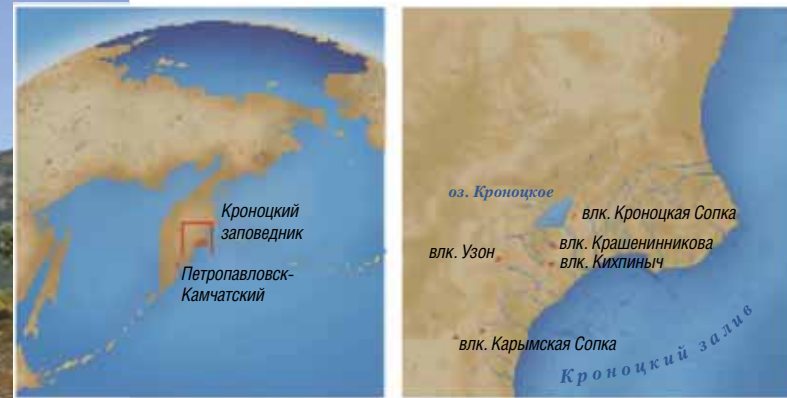 Кроноцкий
заповедник
Петропавловск-
Камчатский
оз. Кроноцкое
влк. Кроноцкая Сопка
влк. Крашенинникова
влк. Узон
влк. Кихпиныч
влк. Карымская Сопка
Кроноцкий залив